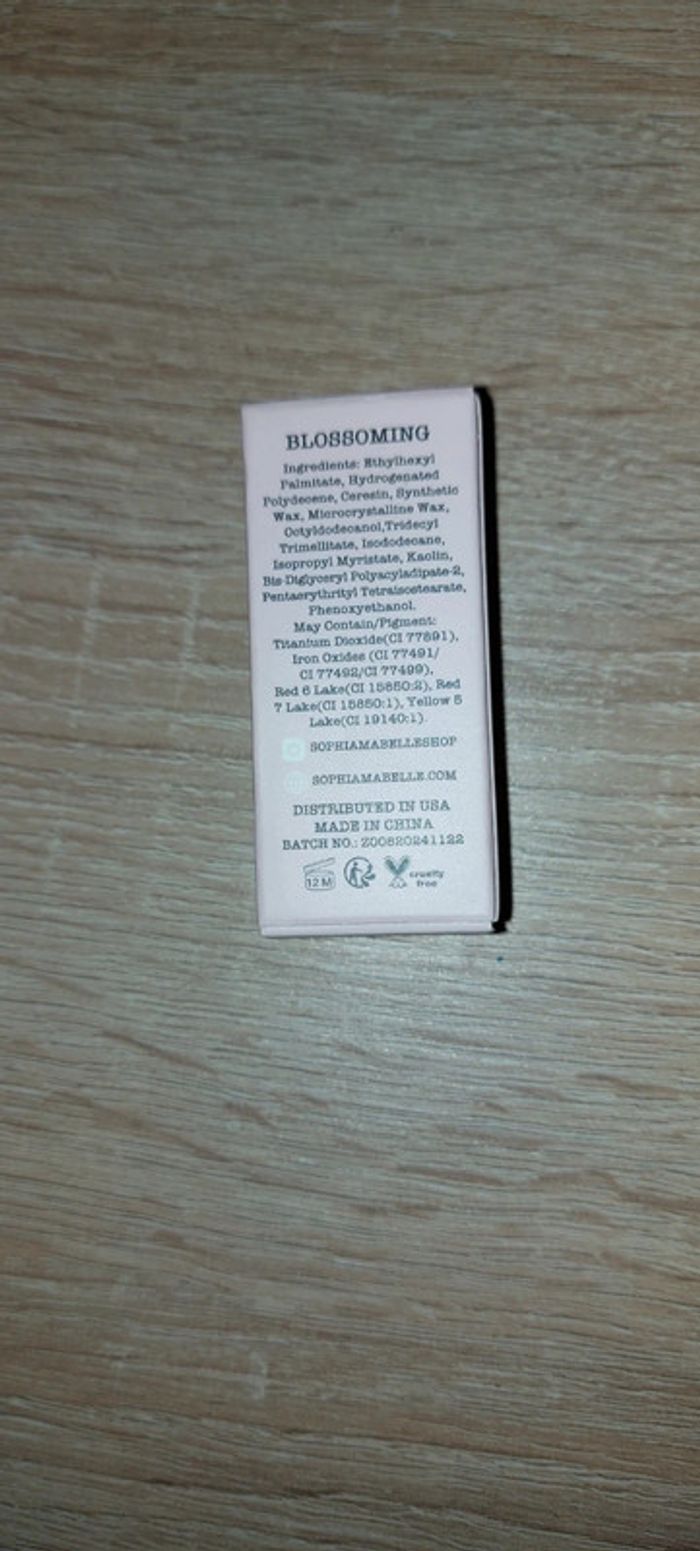 BLOSSOMING
Ingredients: Ethylhexyl
Palmitate, Hydrogenated
Polydecene, Ceresin, Synthetic
Wax, Microcrystalline Wax,
Octyldodecanol,Tridecyl
Trimellitate, Isododecane,
Isopropyl Myristate, Kaolin,
Bis-Diglyceryl Polyacyladipate-2,
Pentaerythrityl Tetraisostearate,
Phenoxyethanol.
May Contain/Pigment:
Titanium Dioxide(CI 77891),
Iron Oxides (CI 77491/
CI 77492/CI 77499),
Red 6 Lake(CI 15850:2), Red
7 Lake(CI 15850:1), Yellow 5
Lake(CI 19140:1)
SOPHIAMABELLESHOP
SOPHIAMABELLE.COM
DISTRIBUTED IN USA
MADE IN CHINA
BATCH NO.: Z00820241122
12 M
cruelty
free